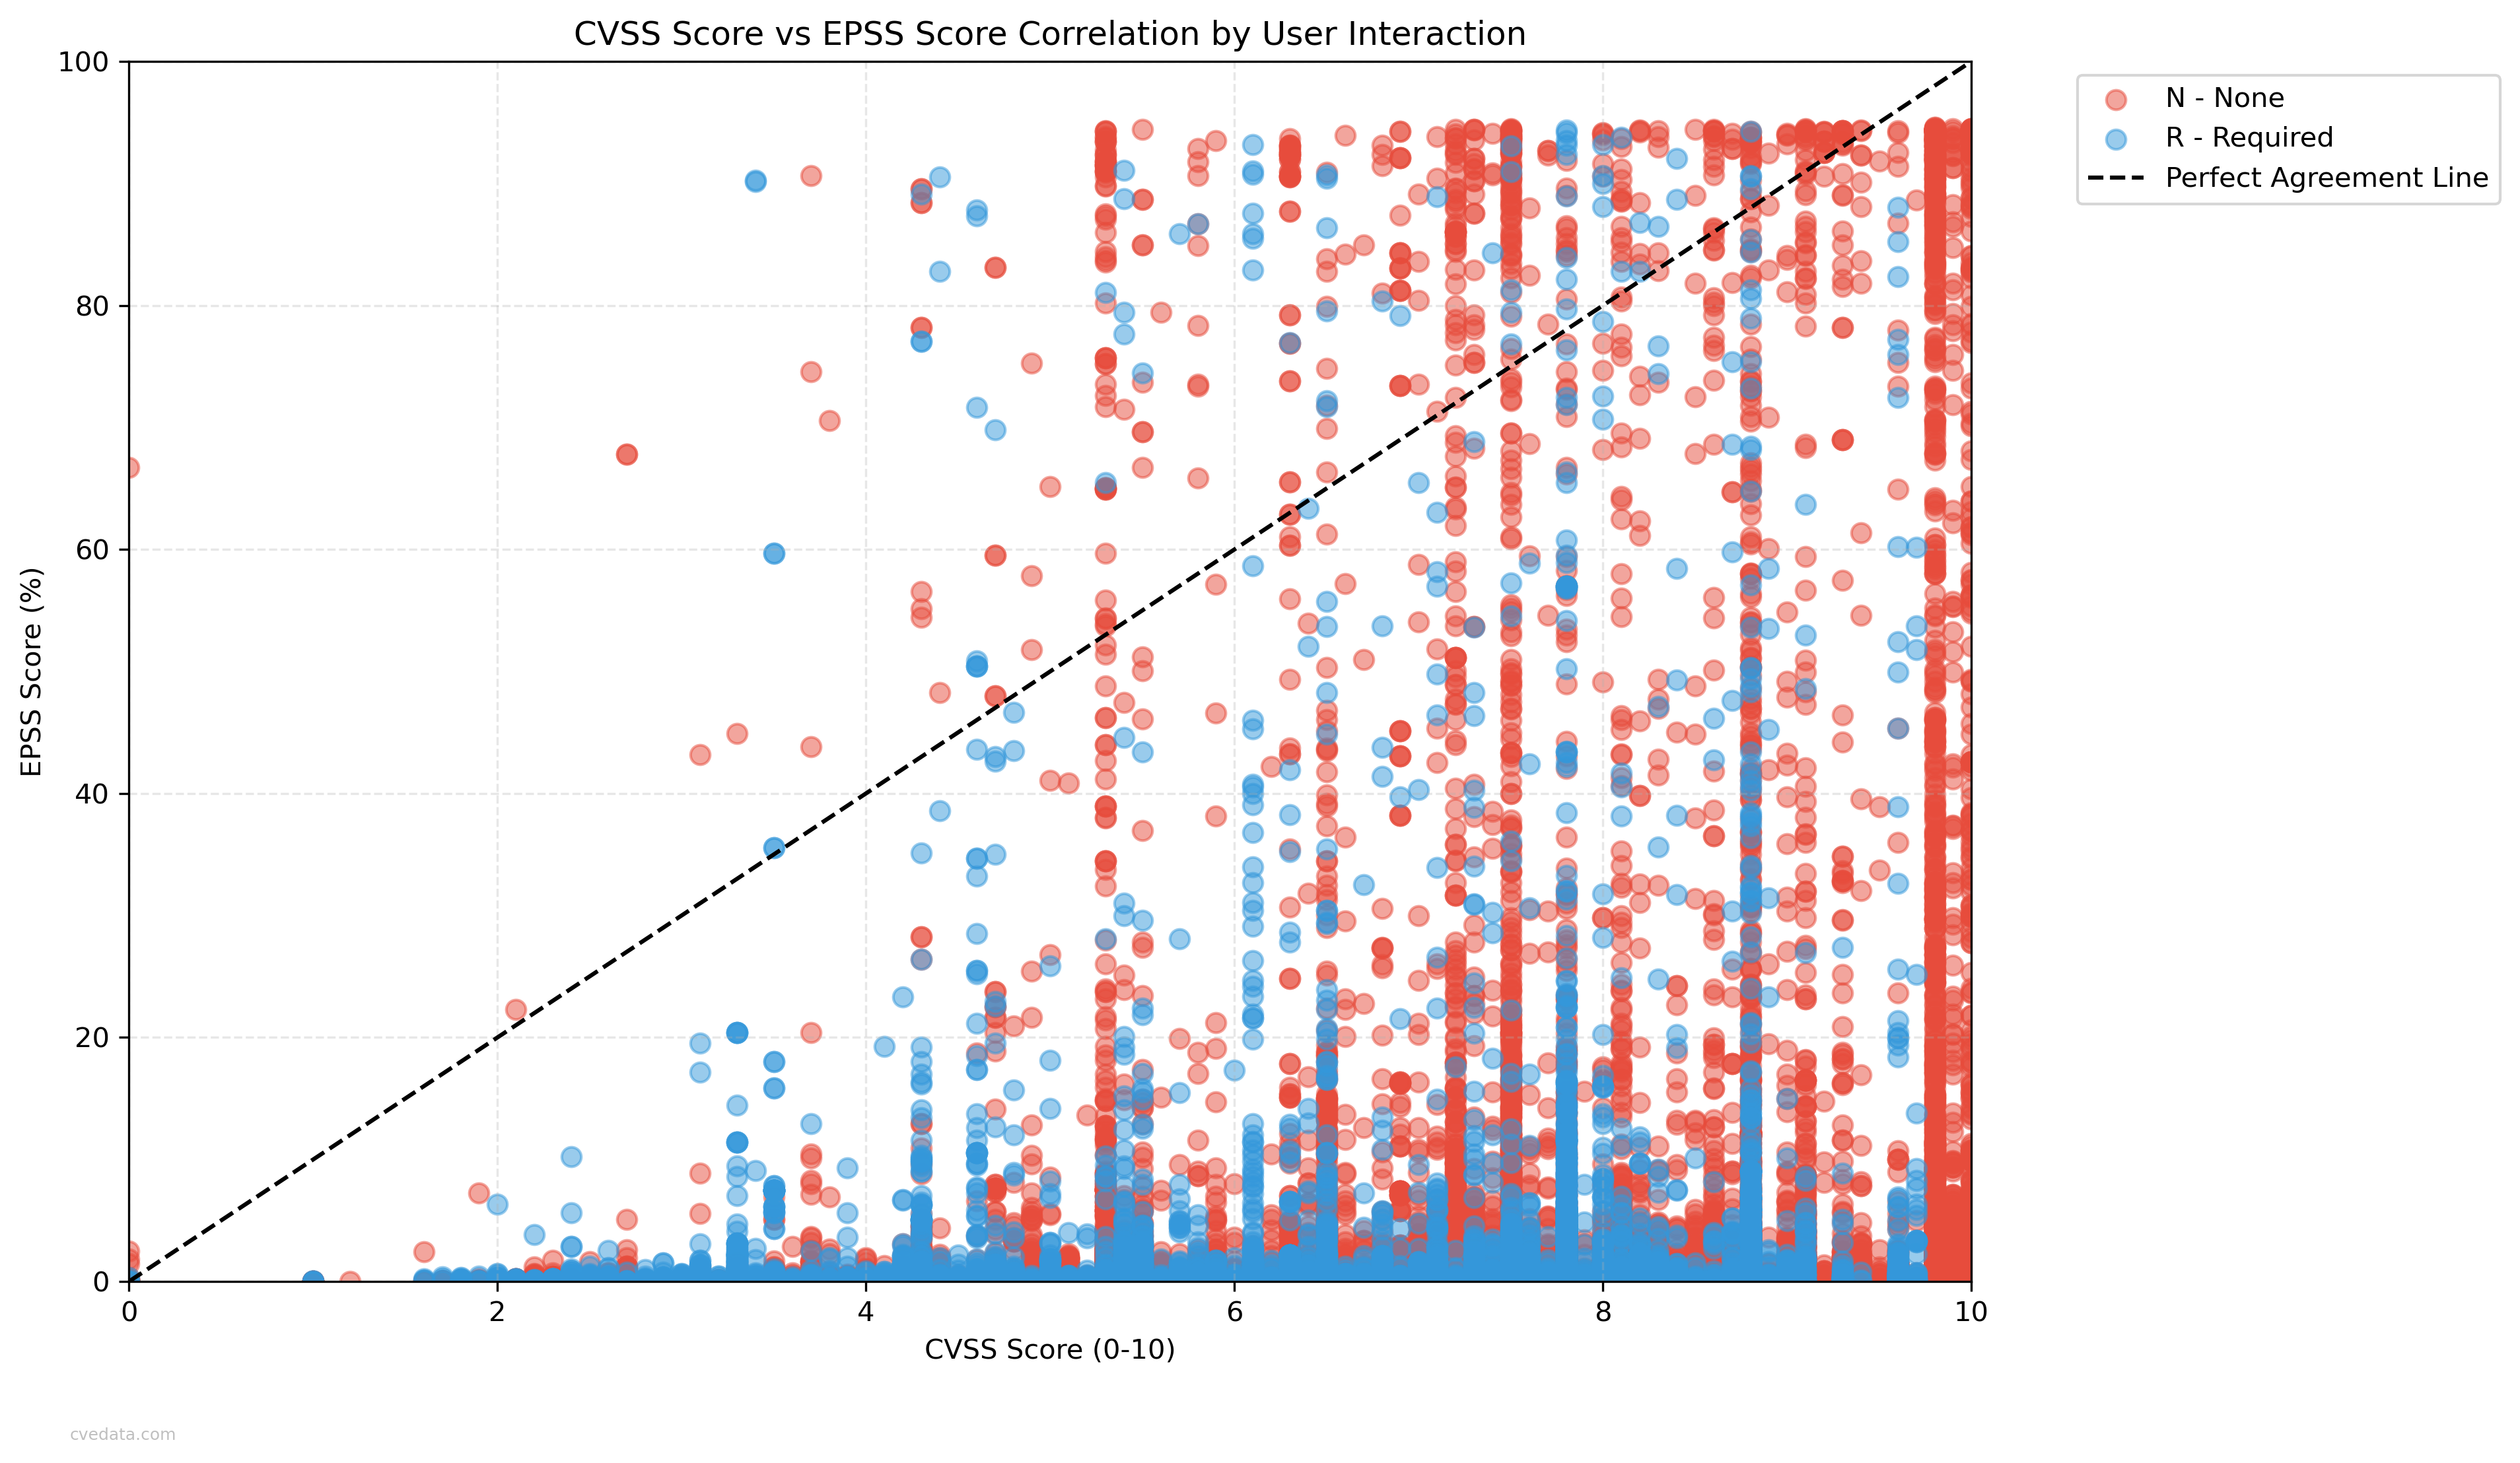 CVSS Score vs EPSS Score Correlation by User Interaction
100
80
60
40
20
0
EPSS Score (%)
0
2
4
6
8
10
CVSS Score (0-10)
N - None
R - Required
Perfect Agreement Line
cvedata.com